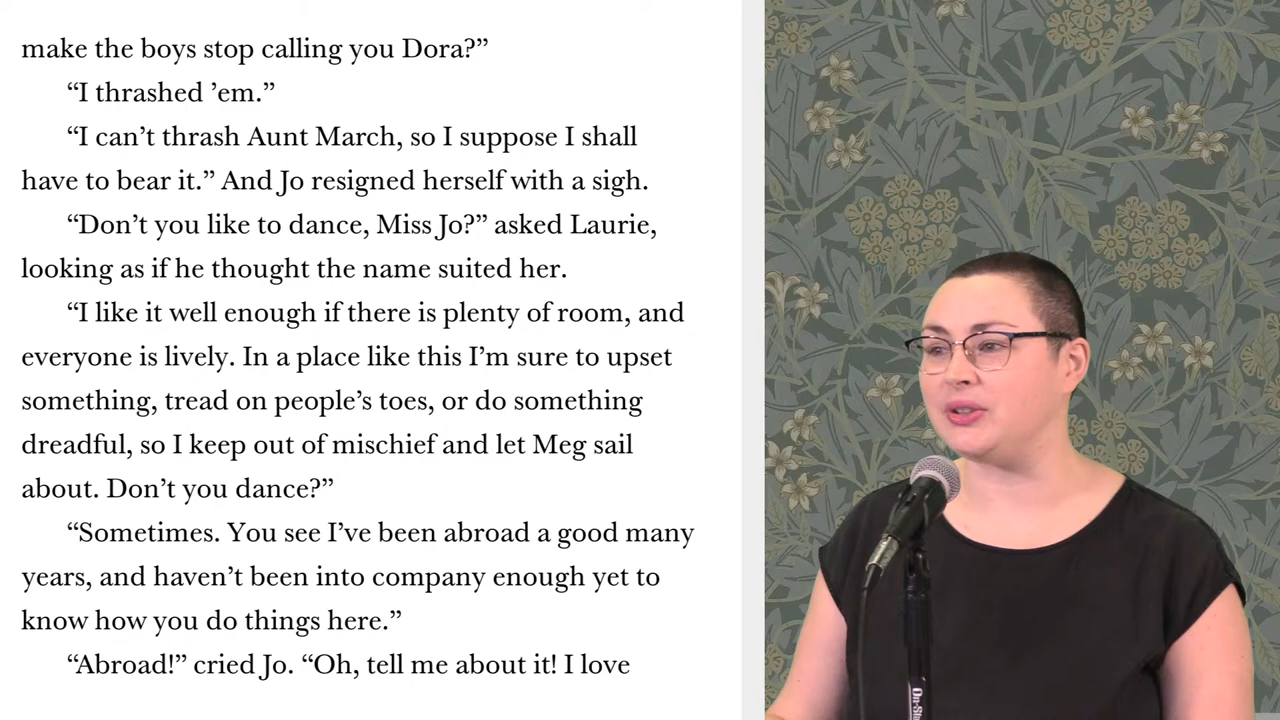 make the boys stop calling you Dora?”
“I thrashed ’em.”
“I can’t thrash Aunt March, so I suppose I shall
have to bear it.” And Jo resigned herself with a sigh.
“Don’t you like to dance, Miss Jo?” asked Laurie,
looking as if he thought the name suited her.
“I like it well enough if there is plenty of room, and
everyone is lively. In a place like this I’m sure to upset
something, tread on people’s toes, or do something
dreadful, so I keep out of mischief and let Meg sail
about. Don’t you dance?”
“Sometimes. You see I’ve been abroad a good many
years, and haven’t been into company enough yet to
know how you do things here.”
“Abroad!” cried Jo. “Oh, tell me about it! I love